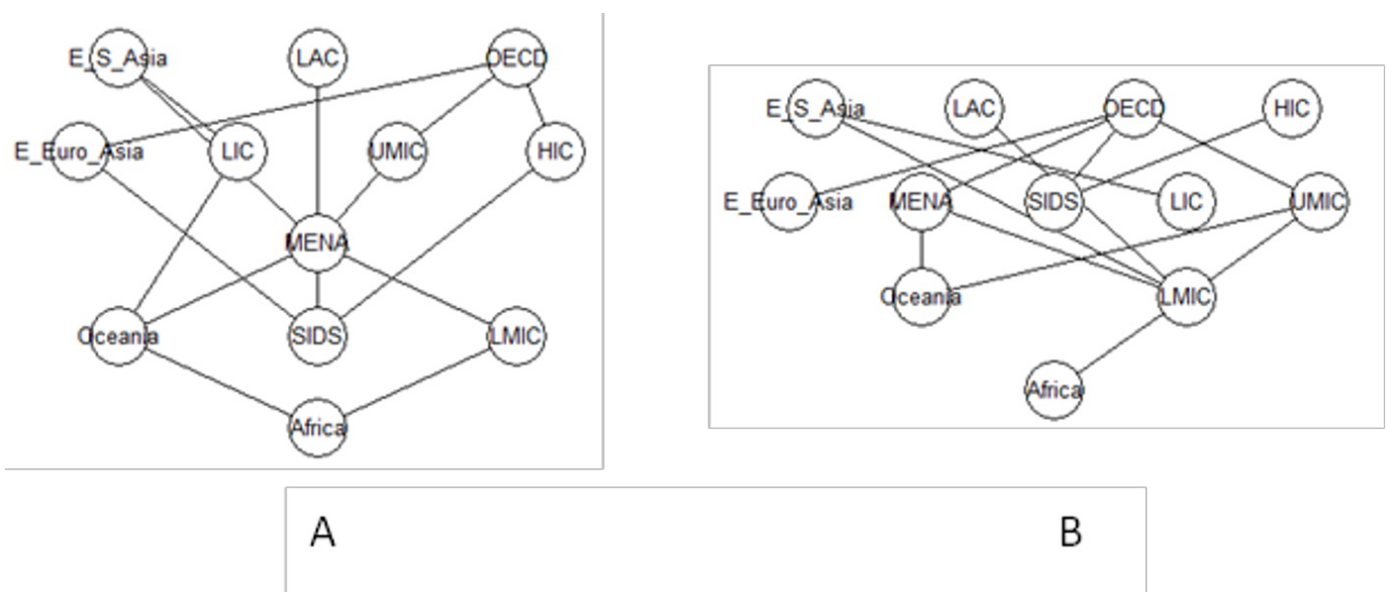 E_S_Asia LAC OECD
E_Euro_Asia LIC UMIC HIC
MENA
Oceania SIDS LMIC
Africa
E_S_Asia LAC OECD HIC
E_Euro_Asia MENA SIDS LIC UMIC
Oceania LMIC
Africa
A B